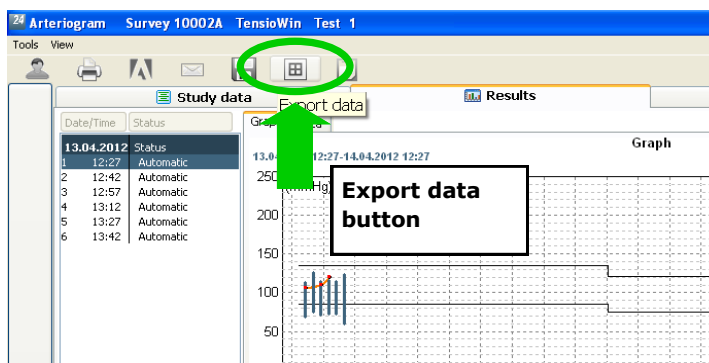 24 Arteriogram Survey 10002A TensioWin Test 1
Tools View
Study data
Results
Export data
Date/Time Status
13.04.2012 Status
1 12:27 Automatic
2 12:42 Automatic
3 12:57 Automatic
4 13:12 Automatic
5 13:27 Automatic
6 13:42 Automatic
Graph
12:27-14.04.2012 12:27
Export data
button
250
200
150
100
50